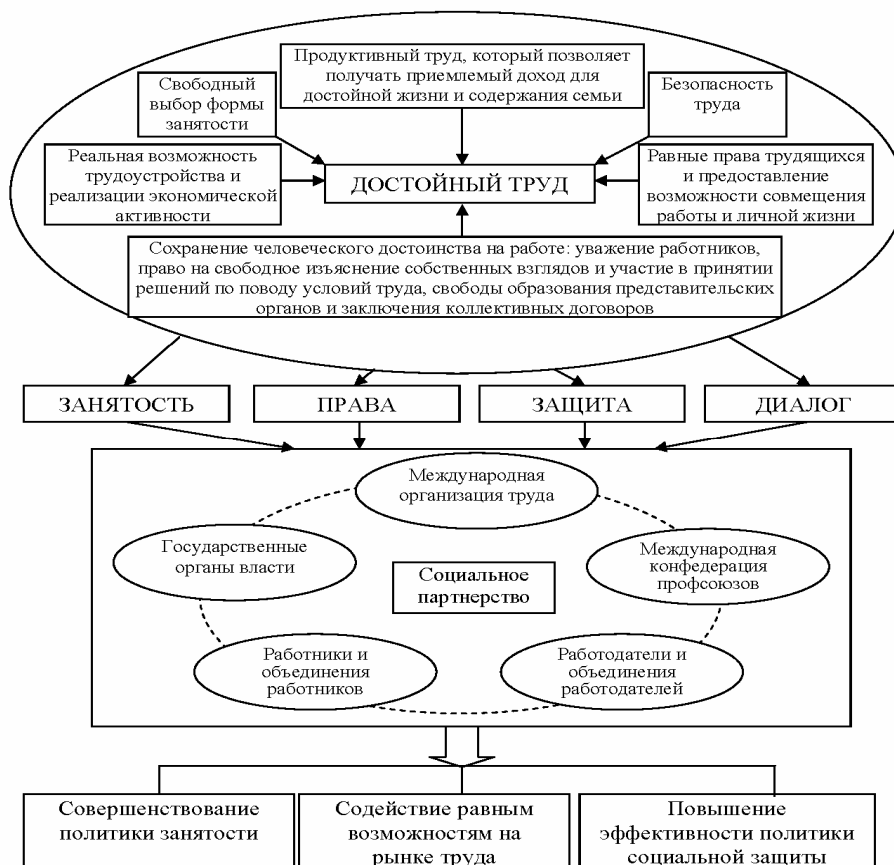 Продуктивный труд, который позволяет
получать приемлемый доход для
достойной жизни и содержания семьи
Свободный
выбор формы
занятости
Безопасность
труда
Реальная возможность
трудоустройства и
реализации экономической
активности
ДОСТОЙНЫЙ ТРУД
Равные права трудящихся
и предоставление
возможности совмещения
работы и личной жизни
Сохранение человеческого достоинства на работе: уважение работников,
право на свободное изъяснение собственных взглядов и участие в принятии
решений по поводу условий труда, свободы образования представительских
органов и заключения коллективных договоров
ЗАНЯТОСТЬ
ПРАВА
ЗАЩИТА
ДИАЛОГ
Международная
организация труда
Государственные
органы власти
Международная
конфедерация
профсоюзов
Социальное
партнерство
Работники и
объединения
работников
Работодатели и
объединения
работодателей
Совершенствование
политики занятости
Содействие равным
возможностям на
рынке труда
Повышение
эффективности политики
социальной защиты